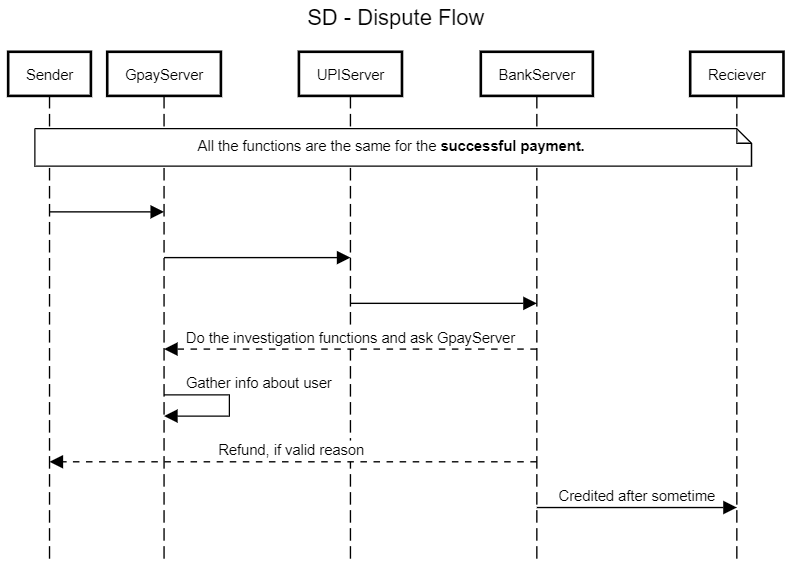 SD - Dispute Flow
Sender
GpayServer
UPIServer
BankServer
Reciever
All the functions are the same for the successful payment.
Do the investigation functions and ask GpayServer
Gather info about user
Refund, if valid reason
Credited after sometime